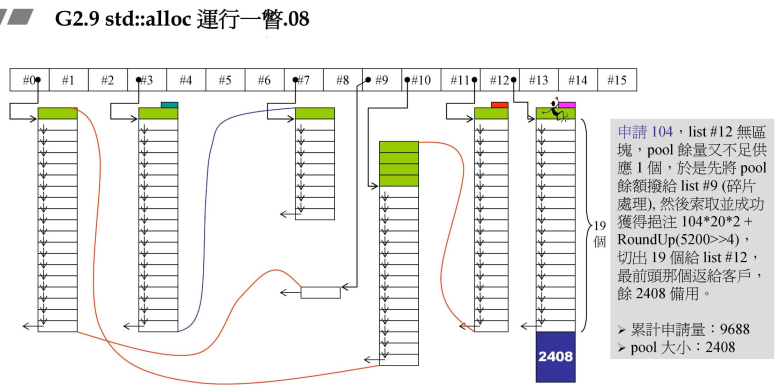 G2.9 std::alloc 運行一瞥.08
#0 #1 #2 #3 #4 #5 #6 #7 #8 #9 #10 #11 #12 #13 #14 #15
申請 104，list #12 無區
塊，pool 餘量又不足供
應 1 個，於是先將 pool
餘額撥給 list #9 (碎片
處理), 然後索取並成功
獲得挹注 104*20*2 +
RoundUp(5200>>4)，
切出 19 個給 list #12，
最前頭那個返給客戶，
餘 2408 備用。
➢ 累計申請量：9688
➢ pool 大小：2408
19
個
2408